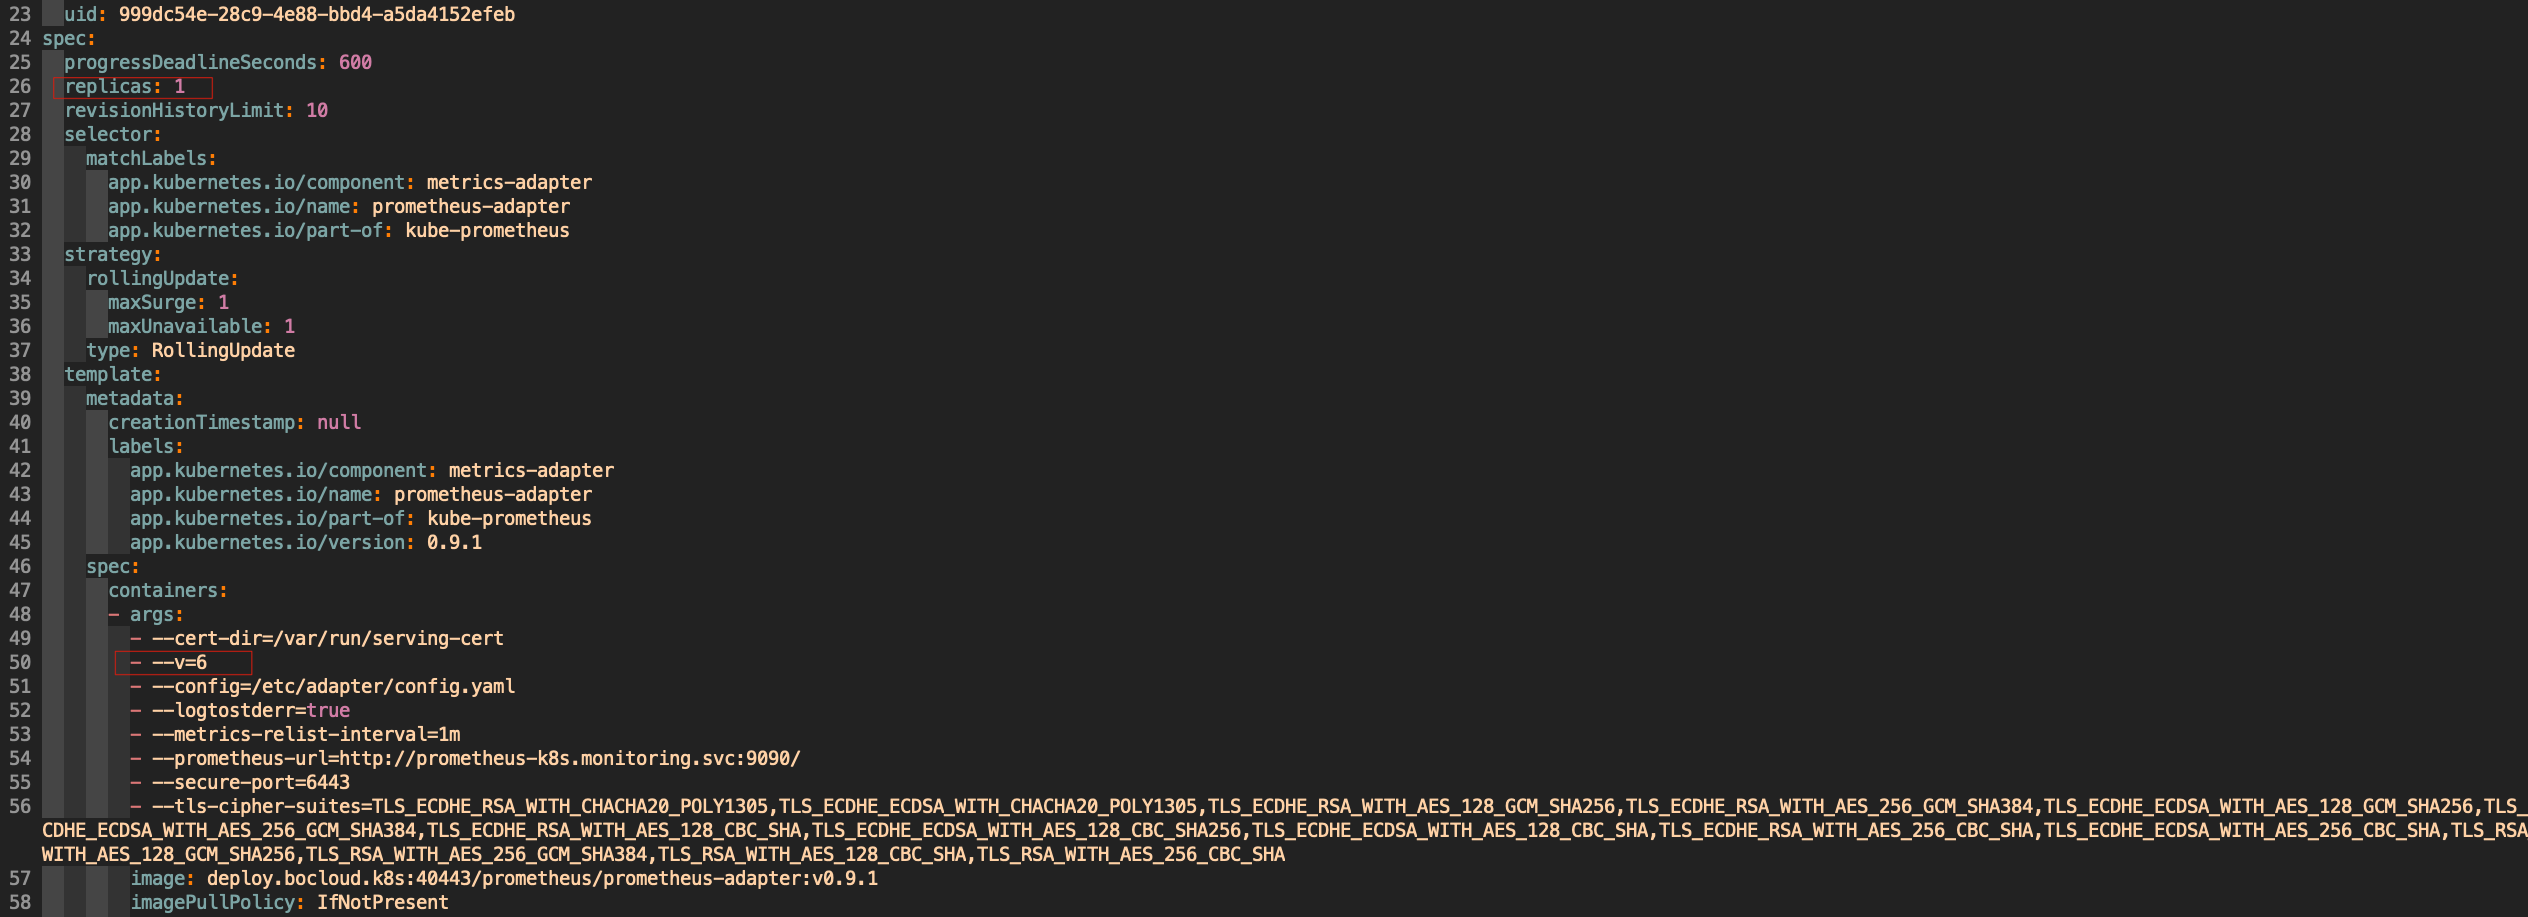 23 uid: 999dc54e-28c9-4e88-bbd4-a5da4152efeb
24 spec:
25 progressDeadlineSeconds: 600
26 replicas: 1
27 revisionHistoryLimit: 10
28 selector:
29 matchLabels:
30 app.kubernetes.io/component: metrics-adapter
31 app.kubernetes.io/name: prometheus-adapter
32 app.kubernetes.io/part-of: kube-prometheus
33 strategy:
34 rollingUpdate:
35 maxSurge: 1
36 maxUnavailable: 1
37 type: RollingUpdate
38 template:
39 metadata:
40 creationTimestamp: null
41 labels:
42 app.kubernetes.io/component: metrics-adapter
43 app.kubernetes.io/name: prometheus-adapter
44 app.kubernetes.io/part-of: kube-prometheus
45 app.kubernetes.io/version: 0.9.1
46 spec:
47 containers:
48 - args:
49 - --cert-dir=/var/run/serving-cert
50 - --v=6
51 - --config=/etc/adapter/config.yaml
52 - --logtostderr=true
53 - --metrics-relist-interval=1m
54 - --prometheus-url=http://prometheus-k8s.monitoring.svc:9090/
55 - --secure-port=6443
56 - --tls-cipher-suites=TLS_ECDHE_RSA_WITH_CHACHA20_POLY1305,TLS_ECDHE_ECDSA_WITH_CHACHA20_POLY1305,TLS_ECDHE_RSA_WITH_AES_128_GCM_SHA256,TLS_ECDHE_RSA_WITH_AES_256_GCM_SHA384,TLS_ECDHE_ECDSA_WITH_AES_128_GCM_SHA256,TLS_
CDHE_ECDSA_WITH_AES_256_GCM_SHA384,TLS_ECDHE_RSA_WITH_AES_128_CBC_SHA,TLS_ECDHE_ECDSA_WITH_AES_128_CBC_SHA256,TLS_ECDHE_ECDSA_WITH_AES_128_CBC_SHA,TLS_ECDHE_RSA_WITH_AES_256_CBC_SHA,TLS_ECDHE_ECDSA_WITH_AES_256_CBC_SHA,TLS_RSA
WITH_AES_128_GCM_SHA256,TLS_RSA_WITH_AES_256_GCM_SHA384,TLS_RSA_WITH_AES_128_CBC_SHA,TLS_RSA_WITH_AES_256_CBC_SHA
57 image: deploy.bocloud.k8s:40443/prometheus/prometheus-adapter:v0.9.1
58 imagePullPolicy: IfNotPresent